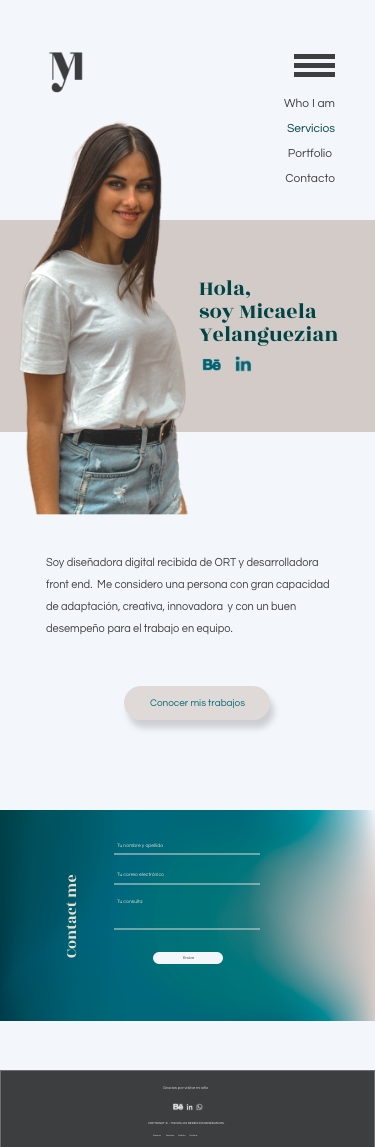 yı
Who I am
Servicios
Portfolio
Contacto
Hola,
soy Micaela
Yelanguezian
Bē in
Soy diseñadora digital recibida de ORT y desarrolladora
front end. Me considero una persona con gran capacidad
de adaptación, creativa, innovadora y con un buen
desempeño para el trabajo en equipo.
Conocer mis trabajos
Contact me
Tu nombre y apellido
Tu correo electrónico
Tu consulta
Enviar
Gracias por visitar mi sitio
Bē in